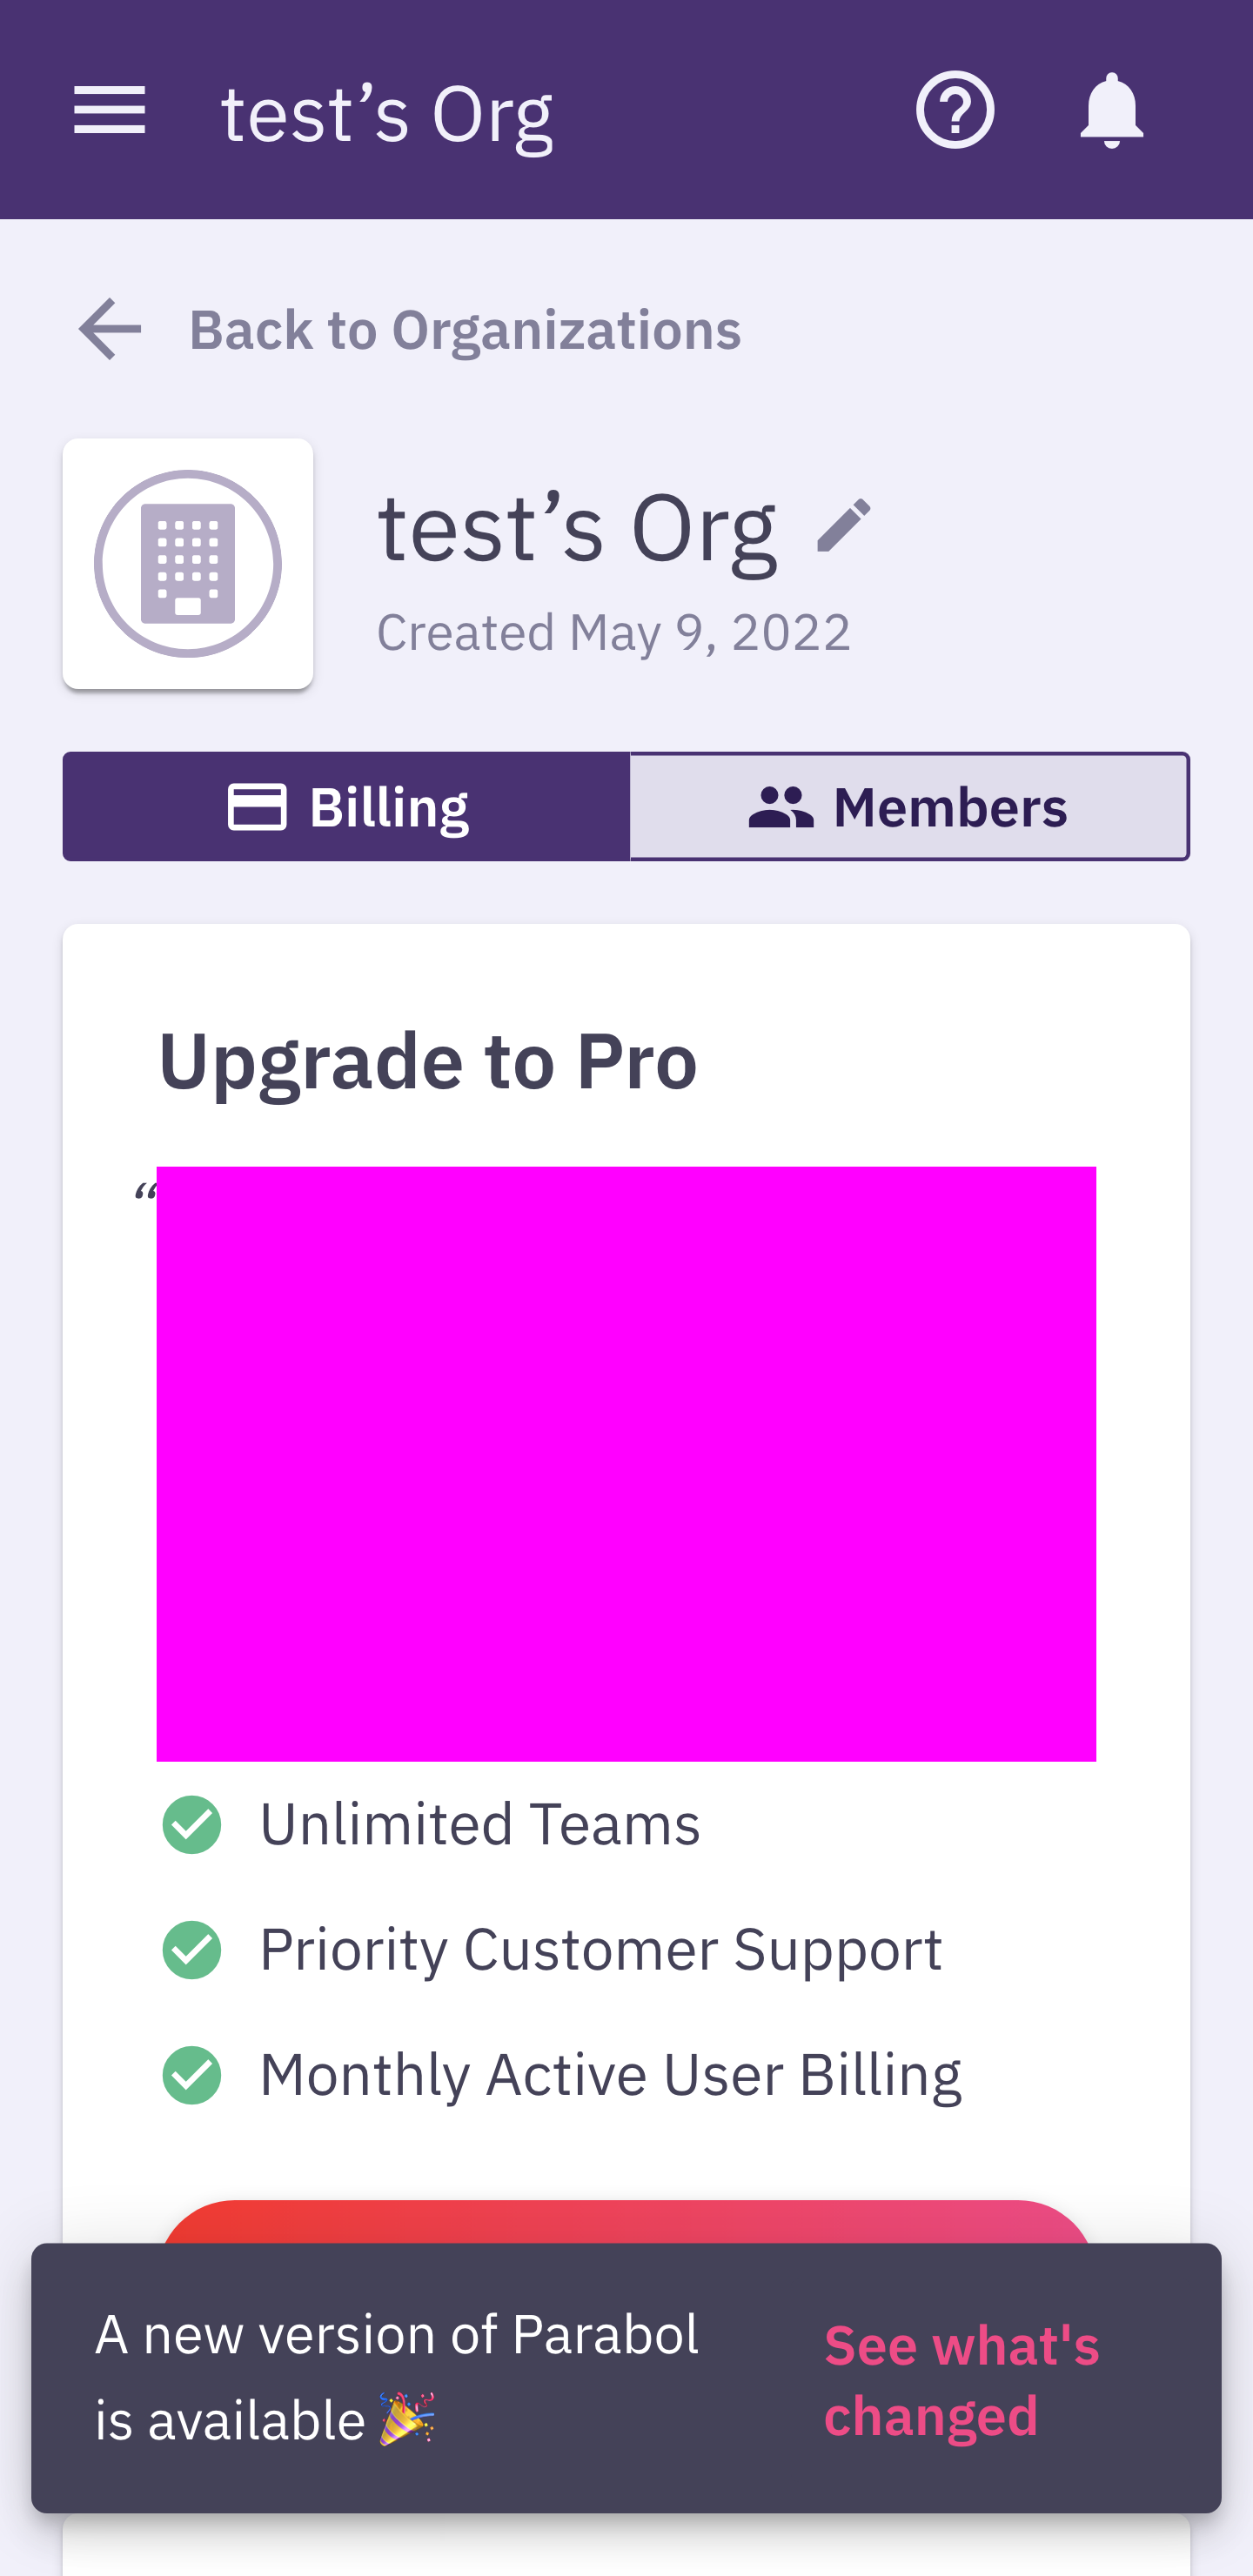 test’s Org
Back to Organizations
test’s Org
Created May 9, 2022
Billing
Members
Upgrade to Pro
“
Unlimited Teams
Priority Customer Support
Monthly Active User Billing
A new version of Parabol
is available 🎉
See what's
changed